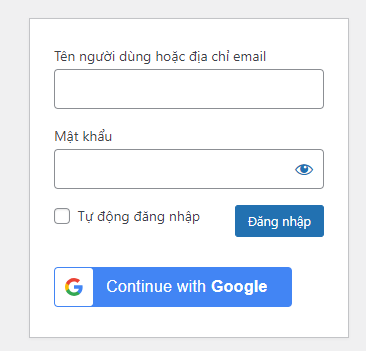 Tên người dùng hoặc địa chỉ email
Mật khẩu
Tự động đăng nhập
Đăng nhập
Continue with Google